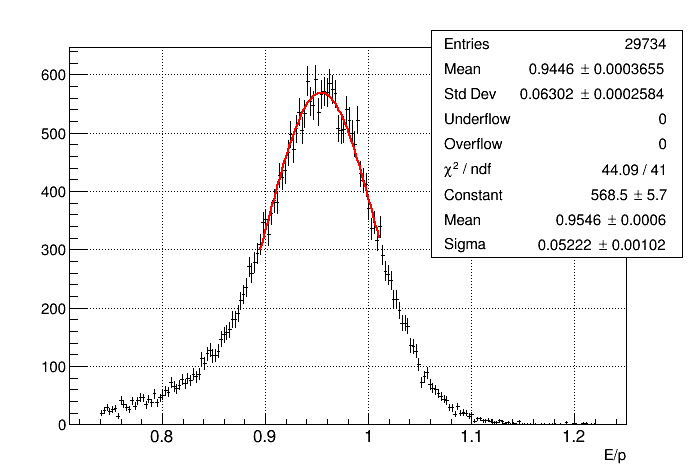 Entries 29734
Mean 0.9446 ± 0.0003655
Std Dev 0.06302 ± 0.0002584
Underflow 0
Overflow 0
χ² / ndf 44.09 / 41
Constant 568.5 ± 5.7
Mean 0.9546 ± 0.0006
Sigma 0.05222 ± 0.00102
600
500
400
300
200
100
0
0.8 0.9 1 1.1 1.2
E/p